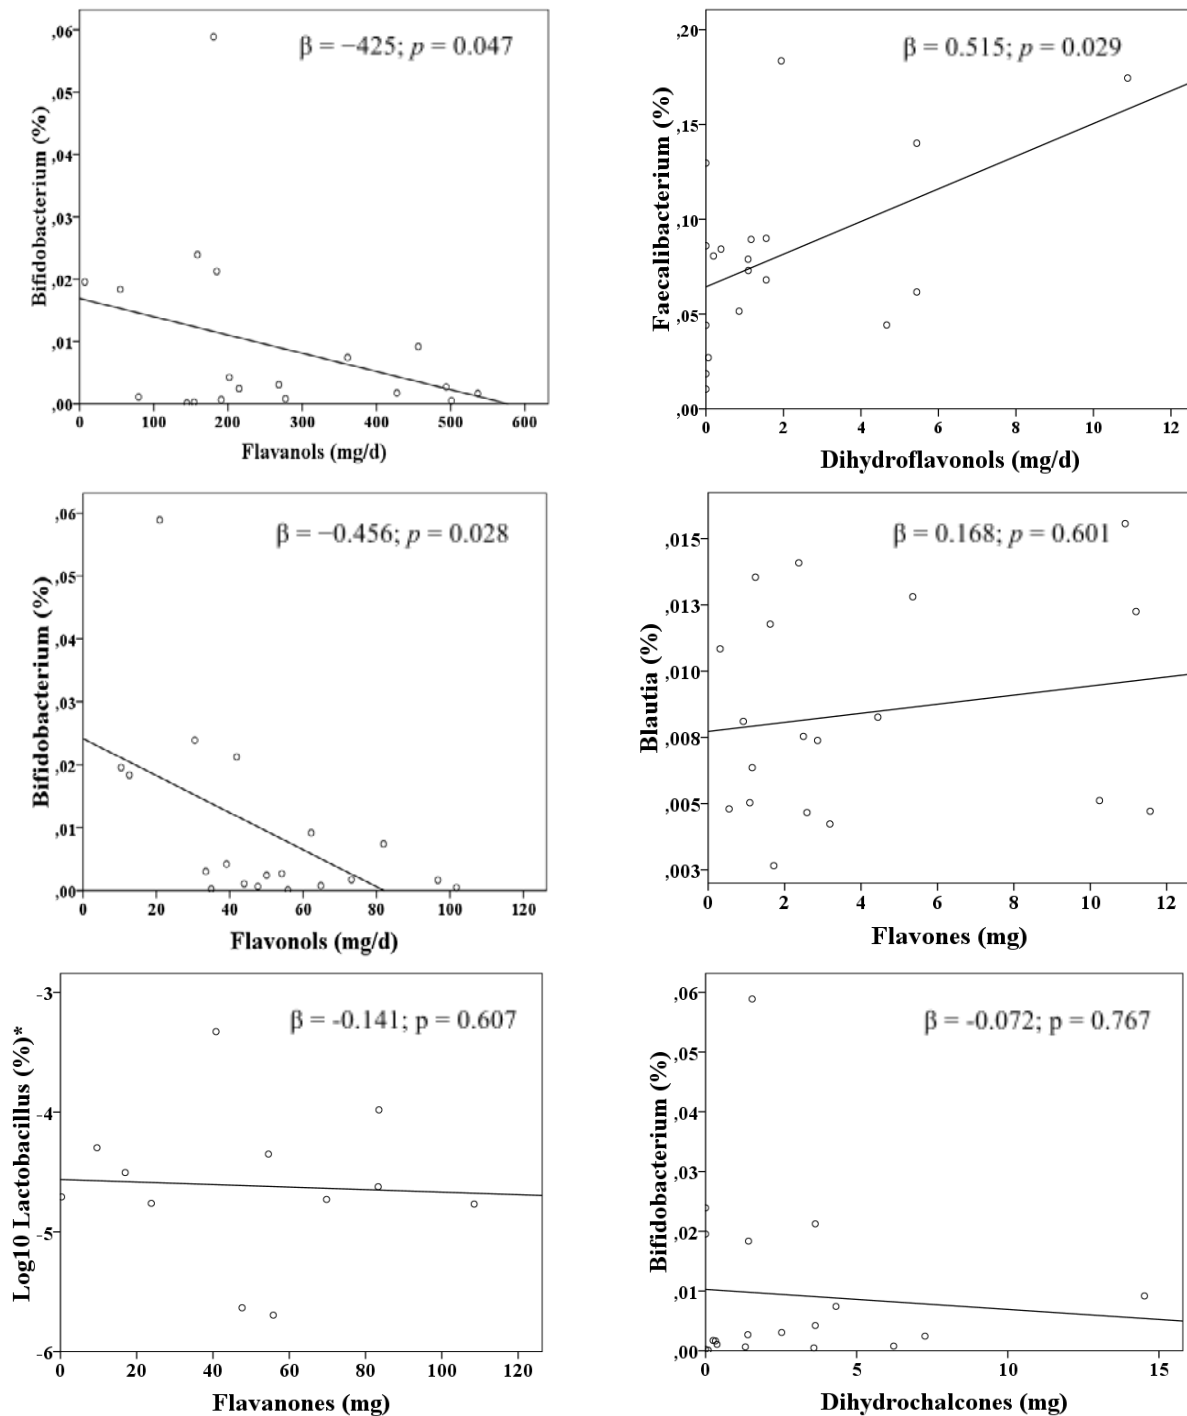 β = −425; p = 0.047
Bifidobacterium (%)
,06
,05
,04
,03
,02
,01
,00
0 100 200 300 400 500 600
Flavanols (mg/d)
β = 0.515; p = 0.029
Faecalibacterium (%)
,20
,15
,10
,05
,00
0 2 4 6 8 10 12
Dihydroflavonols (mg/d)
β = −0.456; p = 0.028
Bifidobacterium (%)
,06
,05
,04
,03
,02
,01
,00
0 20 40 60 80 100 120
Flavonols (mg/d)
β = 0.168; p = 0.601
Blautia (%)
,015
,013
,010
,008
,005
,003
0 2 4 6 8 10 12
Flavones (mg)
β = -0.141; p = 0.607
Log10 Lactobacillus (%)*
-3
-4
-5
-6
0 20 40 60 80 100 120
Flavanones (mg)
β = -0.072; p = 0.767
Bifidobacterium (%)
,06
,05
,04
,03
,02
,01
,00
0 5 10 15
Dihydrochalcones (mg)